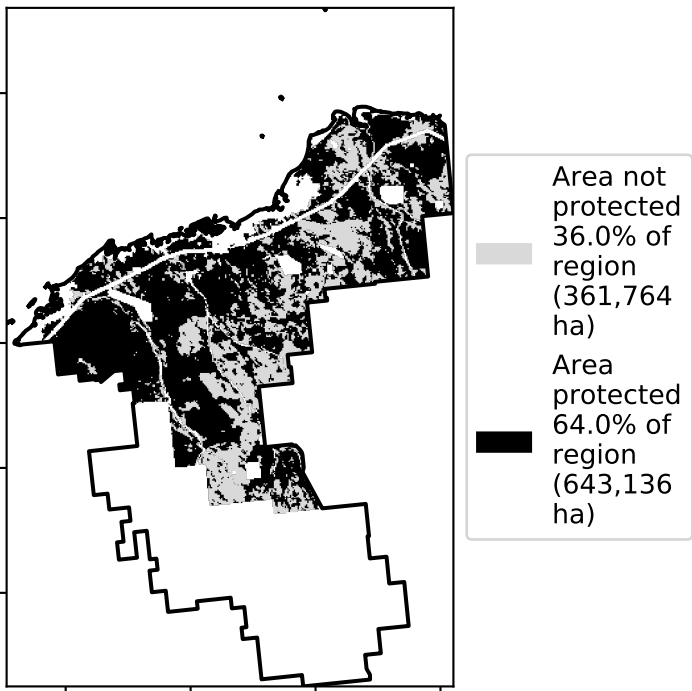 Area not
protected
36.0% of
region
(361,764
ha)
Area
protected
64.0% of
region
(643,136
ha)